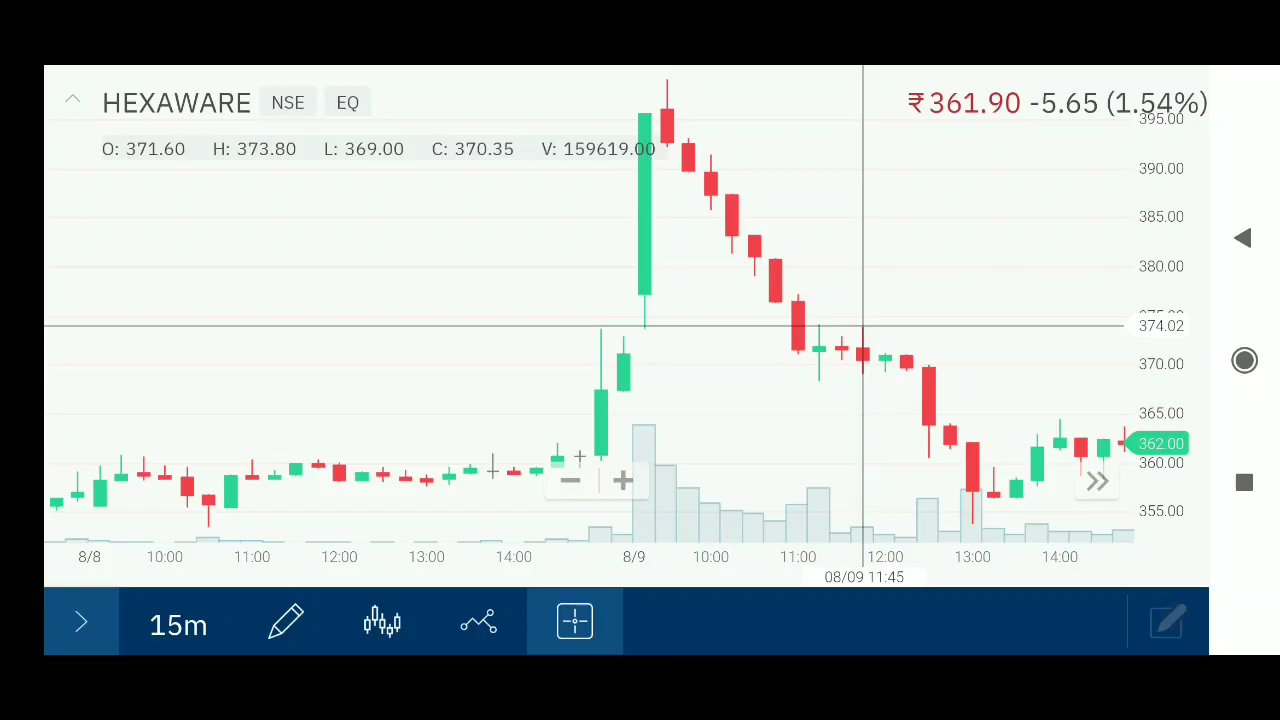 HEXAWARE NSE EQ
₹361.90 -5.65 (1.54%)
O: 371.60 H: 373.80 L: 369.00 C: 370.35 V: 159619.00
395.00
390.00
385.00
380.00
374.02
370.00
365.00
362.00
360.00
355.00
8/8 10:00 11:00 12:00 13:00 14:00 8/9 10:00 11:00 12:00 13:00 14:00
08/09 11:45
15m